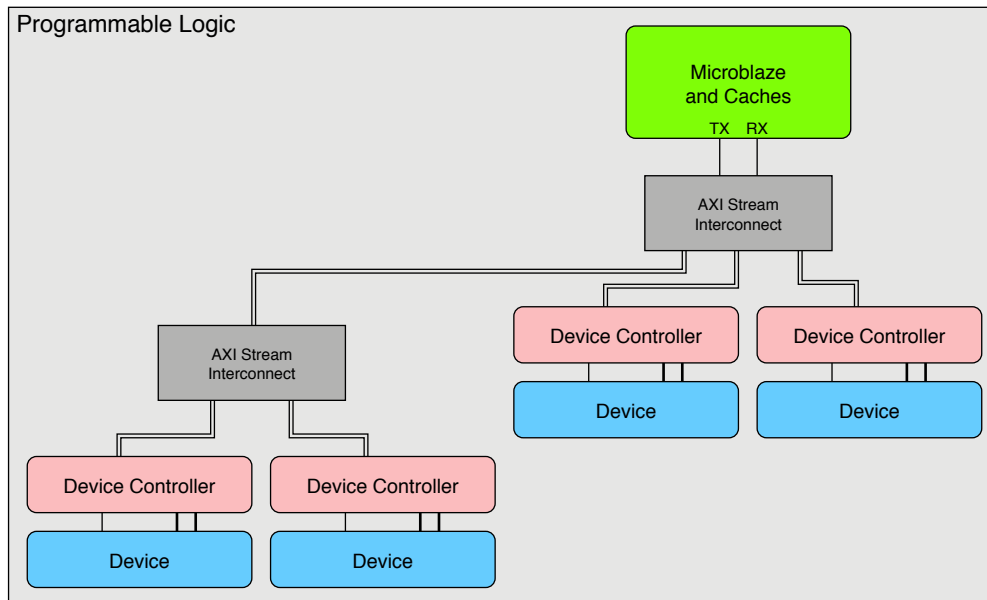 Programmable Logic
Microblaze
and Caches
TX RX
AXI Stream
Interconnect
Device Controller
Device Controller
Device
Device
AXI Stream
Interconnect
Device Controller
Device Controller
Device
Device